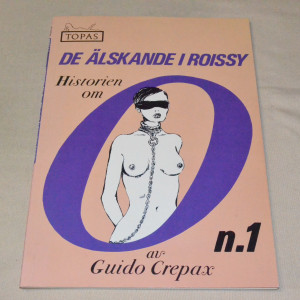 TOPAS
DE ÄLSKANDE I ROISSY
Historien om
O
n.1
av
Guido Crepax